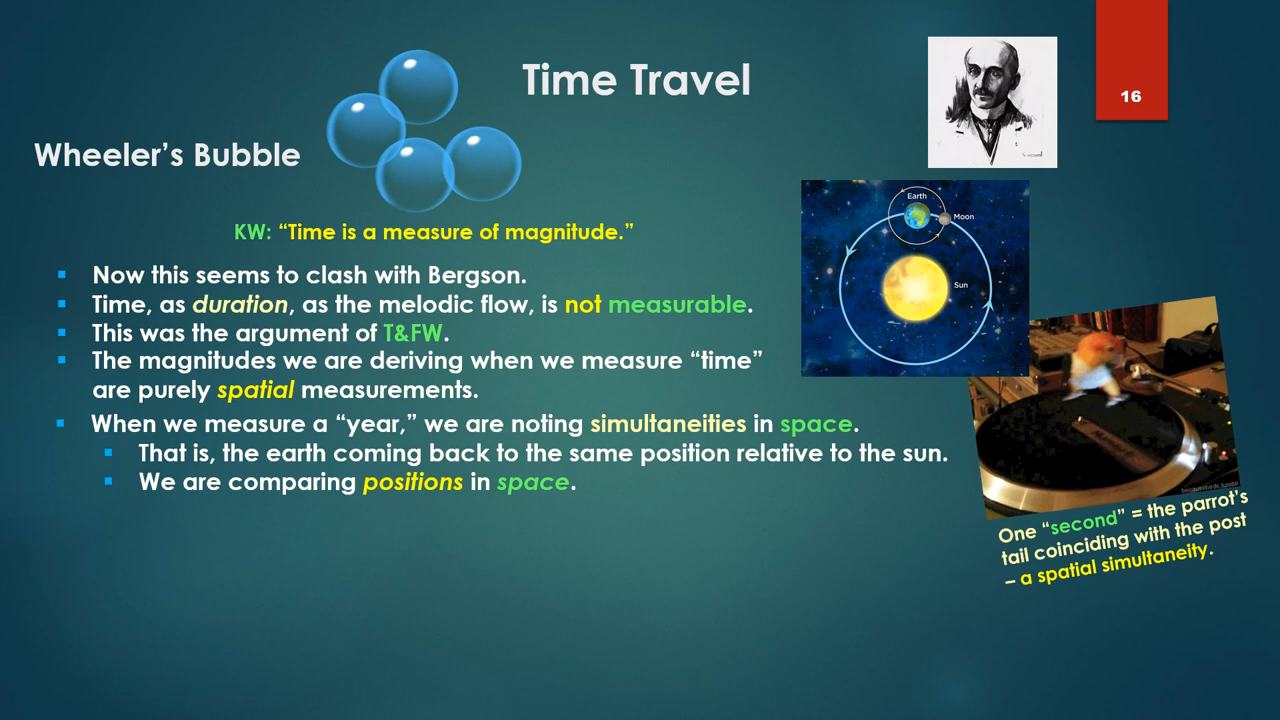 Time Travel
16
Wheeler’s Bubble
KW: “Time is a measure of magnitude.”
Now this seems to clash with Bergson.
Time, as duration, as the melodic flow, is not measurable.
This was the argument of T&FW.
The magnitudes we are deriving when we measure “time”
are purely spatial measurements.
When we measure a “year,” we are noting simultaneities in space.
That is, the earth coming back to the same position relative to the sun.
We are comparing positions in space.
Earth
Moon
Sun
becausebirds.tumblr
One “second” = the parrot’s
tail coinciding with the post
– a spatial simultaneity.